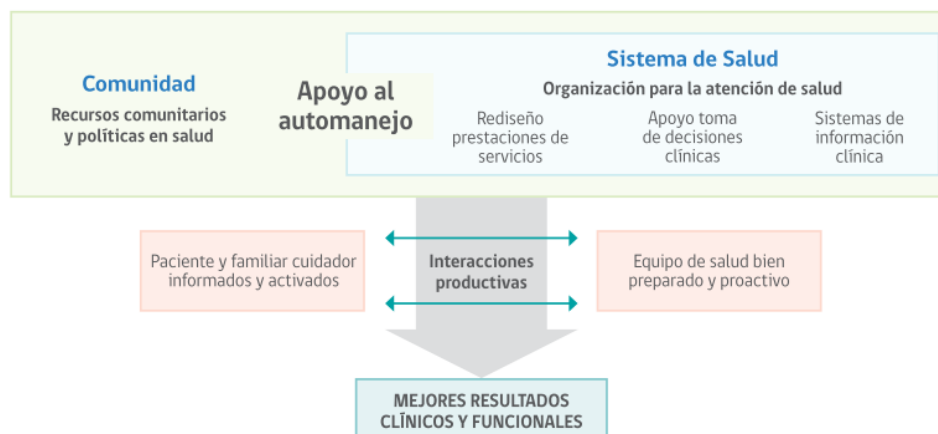 Comunidad
Recursos comunitarios
y políticas en salud
Apoyo al
automanejo
Sistema de Salud
Organización para la atención de salud
Rediseño
prestaciones de
servicios
Apoyo toma
de decisiones
clínicas
Sistemas de
información
clínica
Paciente y familiar cuidador
informados y activados
Interacciones
productivas
Equipo de salud bien
preparado y proactivo
MEJORES RESULTADOS
CLÍNICOS Y FUNCIONALES